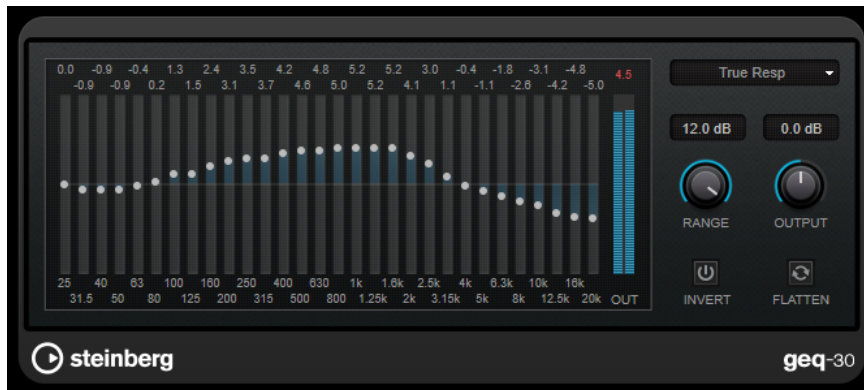 0.0 -0.9 -0.4 1.3 2.4 3.5 4.2 4.8 5.2 5.2 3.0 -0.4 -1.8 -3.1 -4.8
-0.9 -0.9 0.2 1.5 3.1 3.7 4.6 5.0 5.2 4.1 1.1 -1.1 -2.6 -4.2 -5.0
4.5
True Resp
12.0 dB 0.0 dB
RANGE OUTPUT
25 40 63 100 160 250 400 630 1k 1.6k 2.5k 4k 6.3k 10k 16k
31.5 50 80 125 200 315 500 800 1.25k 2k 3.15k 5k 8k 12.5k 20k OUT
INVERT FLATTEN
steinberg
geq-30